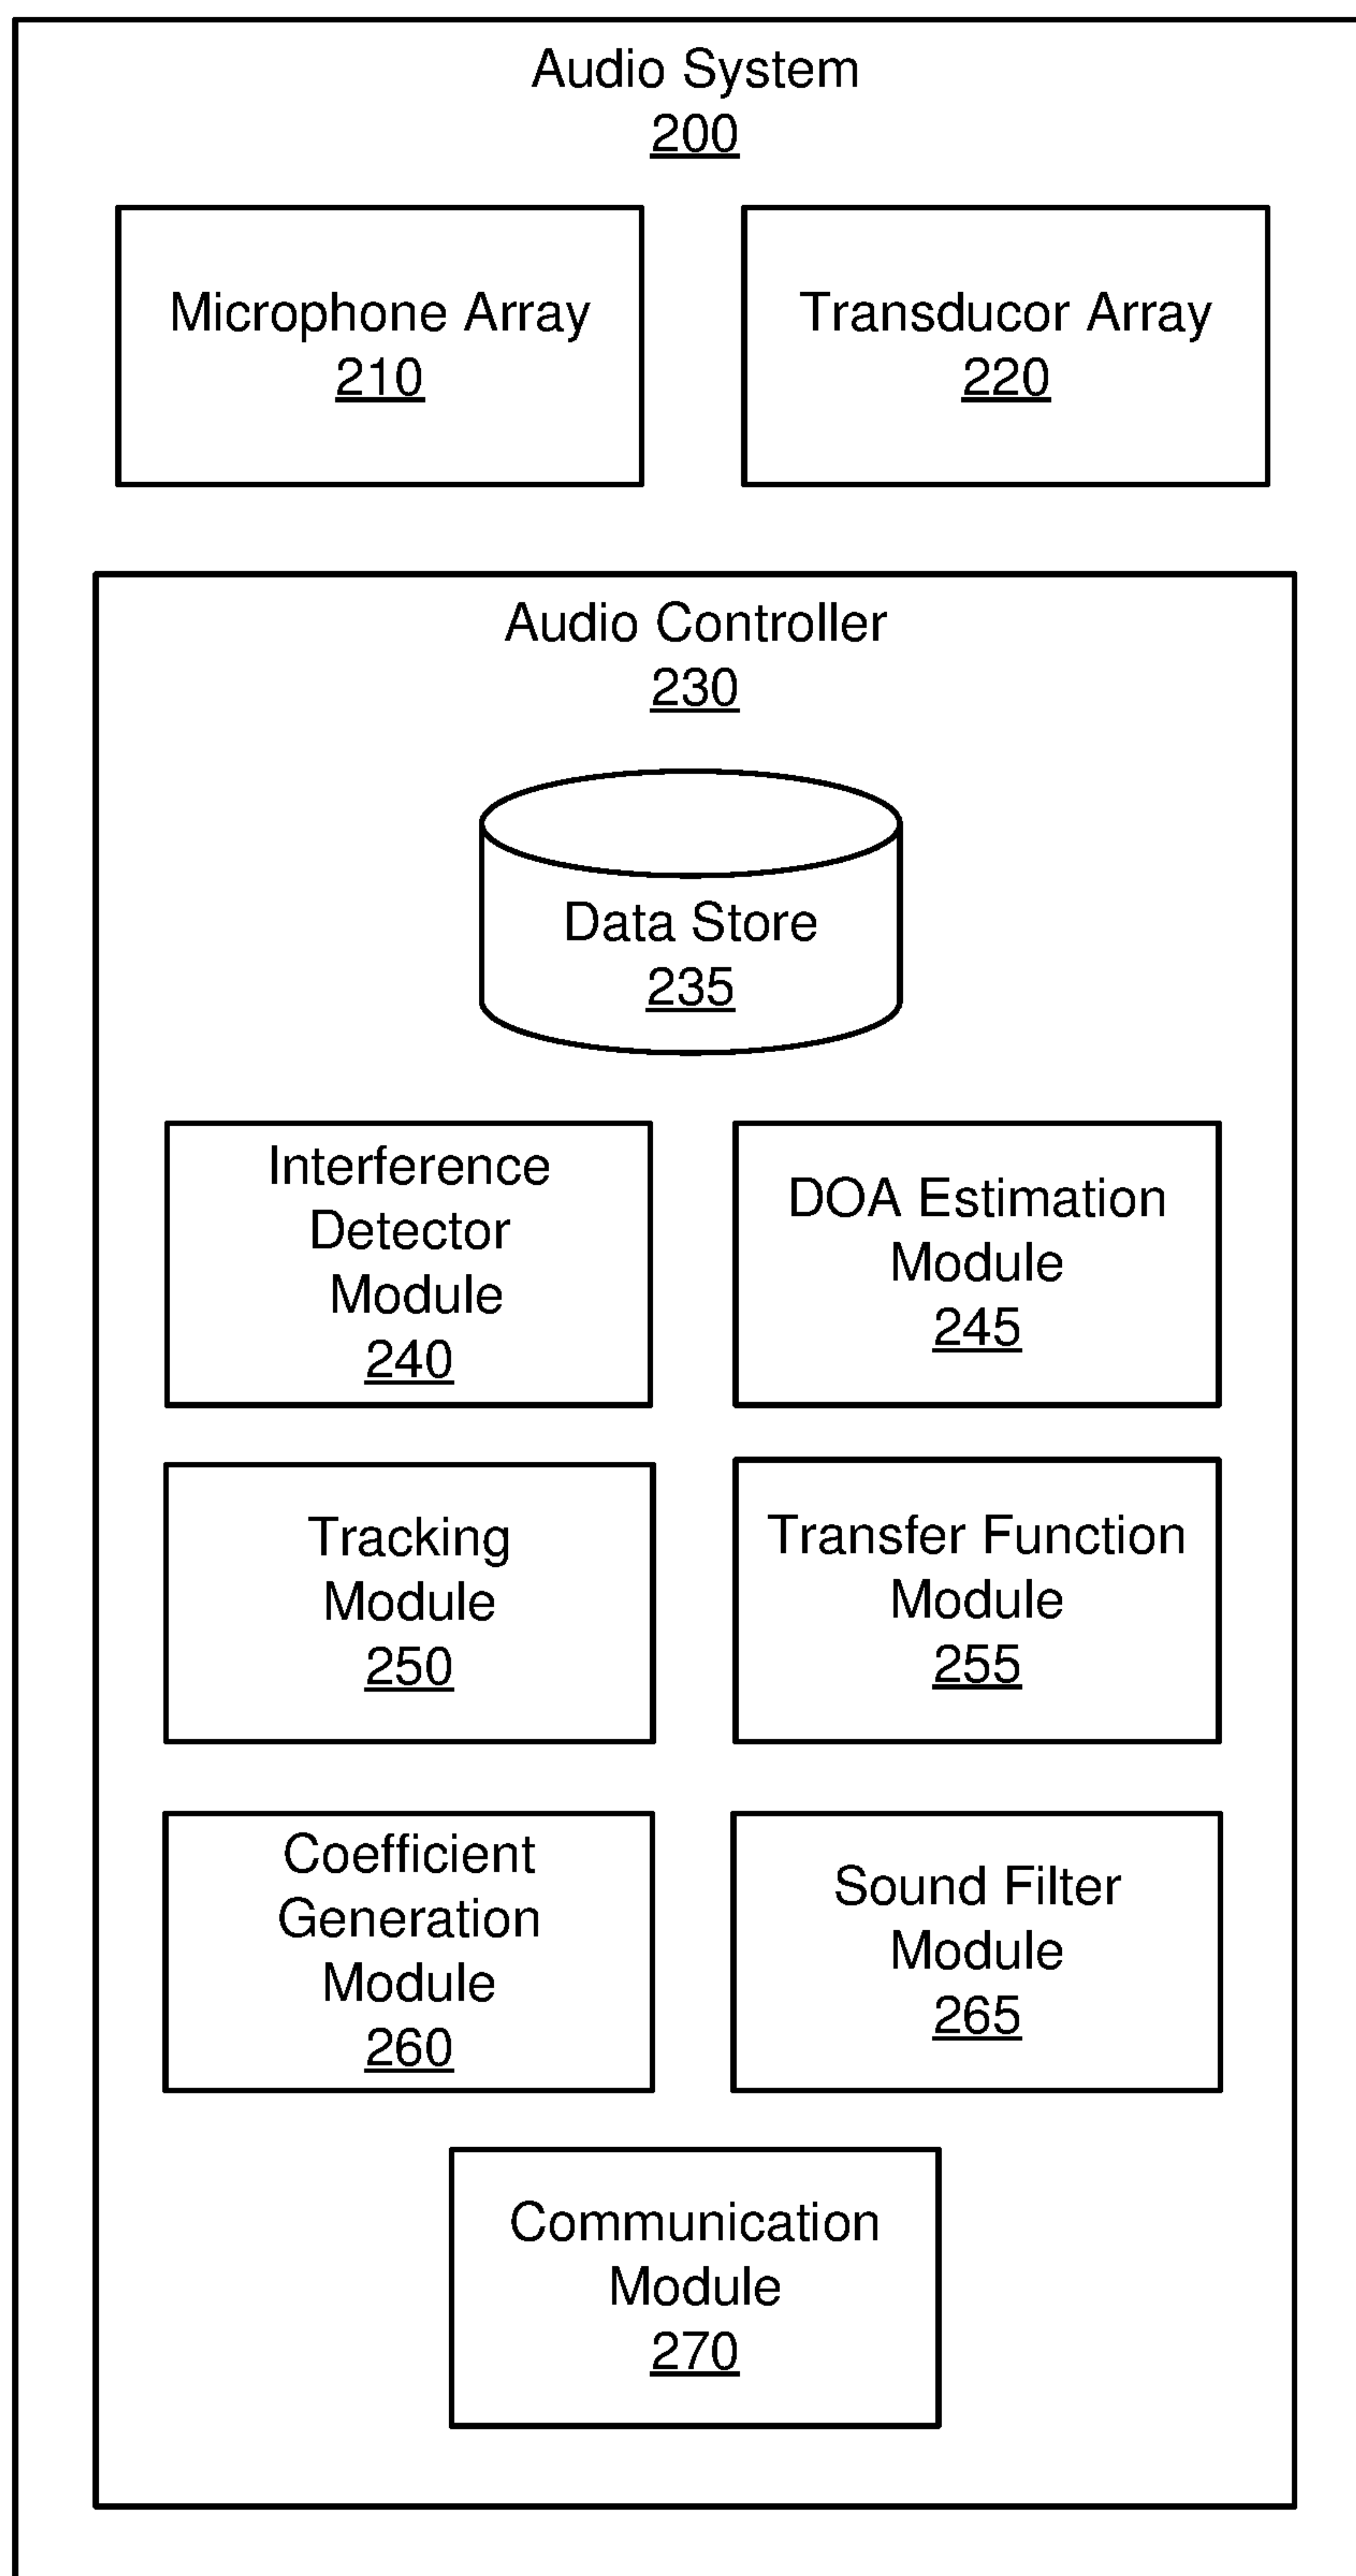 Audio System
200
Microphone Array
210
Transducor Array
220
Audio Controller
230
Data Store
235
Interference
Detector
Module
240
DOA Estimation
Module
245
Tracking
Module
250
Transfer Function
Module
255
Coefficient
Generation
Module
260
Sound Filter
Module
265
Communication
Module
270